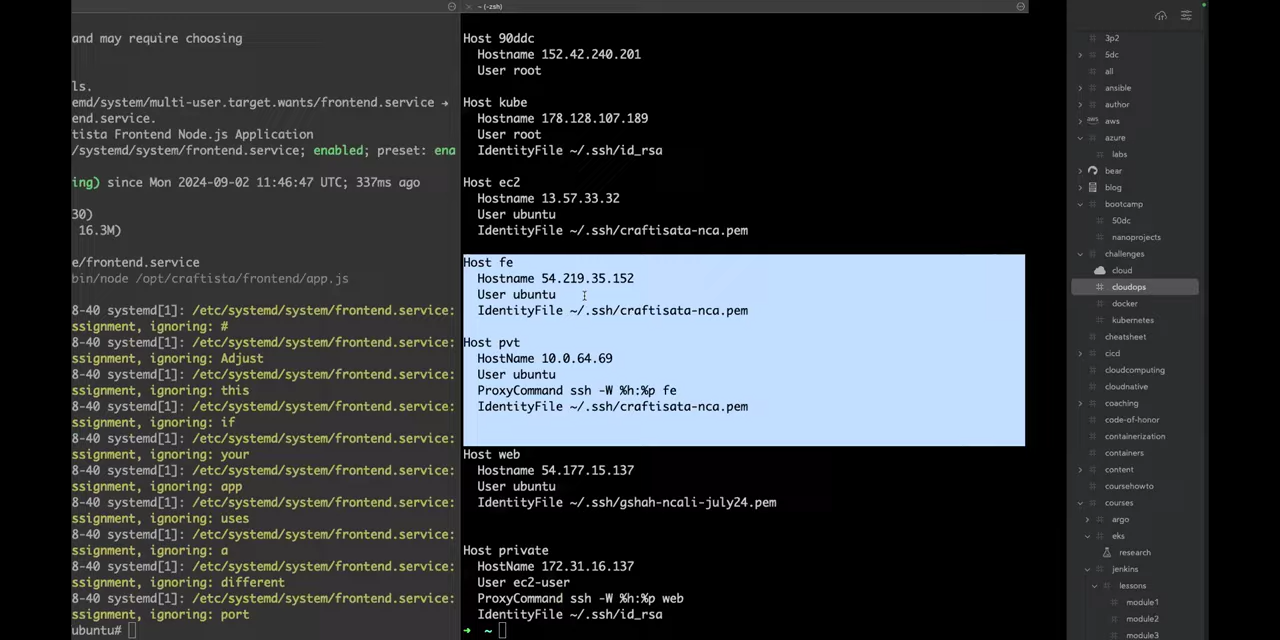 and may require choosing
ls.
emd/system/multi-user.target.wants/frontend.service →
end.service.
tista Frontend Node.js Application
/systemd/system/frontend.service; enabled; preset: ena
ing) since Mon 2024-09-02 11:46:47 UTC; 337ms ago
30)
16.3M)
e/frontend.service
bin/node /opt/craftista/frontend/app.js
8-40 systemd[1]: /etc/systemd/system/frontend.service:
ssignment, ignoring: #
8-40 systemd[1]: /etc/systemd/system/frontend.service:
ssignment, ignoring: Adjust
8-40 systemd[1]: /etc/systemd/system/frontend.service:
ssignment, ignoring: this
8-40 systemd[1]: /etc/systemd/system/frontend.service:
ssignment, ignoring: if
8-40 systemd[1]: /etc/systemd/system/frontend.service:
ssignment, ignoring: your
8-40 systemd[1]: /etc/systemd/system/frontend.service:
ssignment, ignoring: app
8-40 systemd[1]: /etc/systemd/system/frontend.service:
ssignment, ignoring: uses
8-40 systemd[1]: /etc/systemd/system/frontend.service:
ssignment, ignoring: a
8-40 systemd[1]: /etc/systemd/system/frontend.service:
ssignment, ignoring: different
8-40 systemd[1]: /etc/systemd/system/frontend.service:
ssignment, ignoring: port
ubuntu#
~ (-zsh)
Host 90ddc
Hostname 152.42.240.201
User root
Host kube
Hostname 178.128.107.189
User root
IdentityFile ~/.ssh/id_rsa
Host ec2
Hostname 13.57.33.32
User ubuntu
IdentityFile ~/.ssh/craftisata-nca.pem
Host fe
Hostname 54.219.35.152
User ubuntu
IdentityFile ~/.ssh/craftisata-nca.pem
Host pvt
HostName 10.0.64.69
User ubuntu
ProxyCommand ssh -W %h:%p fe
IdentityFile ~/.ssh/craftisata-nca.pem
Host web
Hostname 54.177.15.137
User ubuntu
IdentityFile ~/.ssh/gshah-ncali-july24.pem
Host private
HostName 172.31.16.137
User ec2-user
ProxyCommand ssh -W %h:%p web
IdentityFile ~/.ssh/id_rsa
➜ ~
# 3p2
# 5dc
# all
# ansible
# author
aws aws
# azure
# labs
bear
blog
# bootcamp
# 50dc
# nanoprojects
# challenges
cloud
# cloudops
# docker
# kubernetes
# cheatsheet
# cicd
# cloudcomputing
# cloudnative
# coaching
# code-of-honor
# containerization
# containers
# content
# coursehowto
# courses
# argo
# eks
research
# jenkins
# lessons
# module1
# module2
# module3